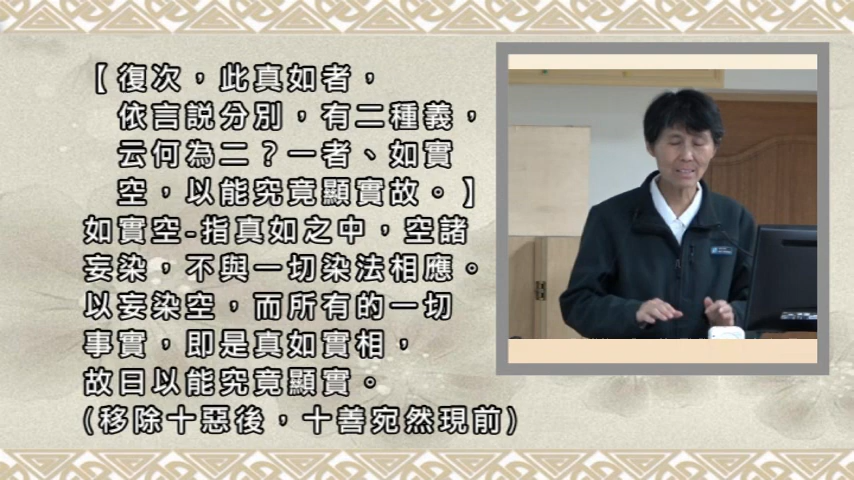 【復次，此真如者，
依言說分別，有二種義，
云何為二？一者、如實
空，以能究竟顯實故。】
如實空-指真如之中，空諸
妄染，不與一切染法相應。
以妄染空，而所有的一切
事實，即是真如實相，
故曰以能究竟顯實。
(移除十惡後，十善宛然現前)